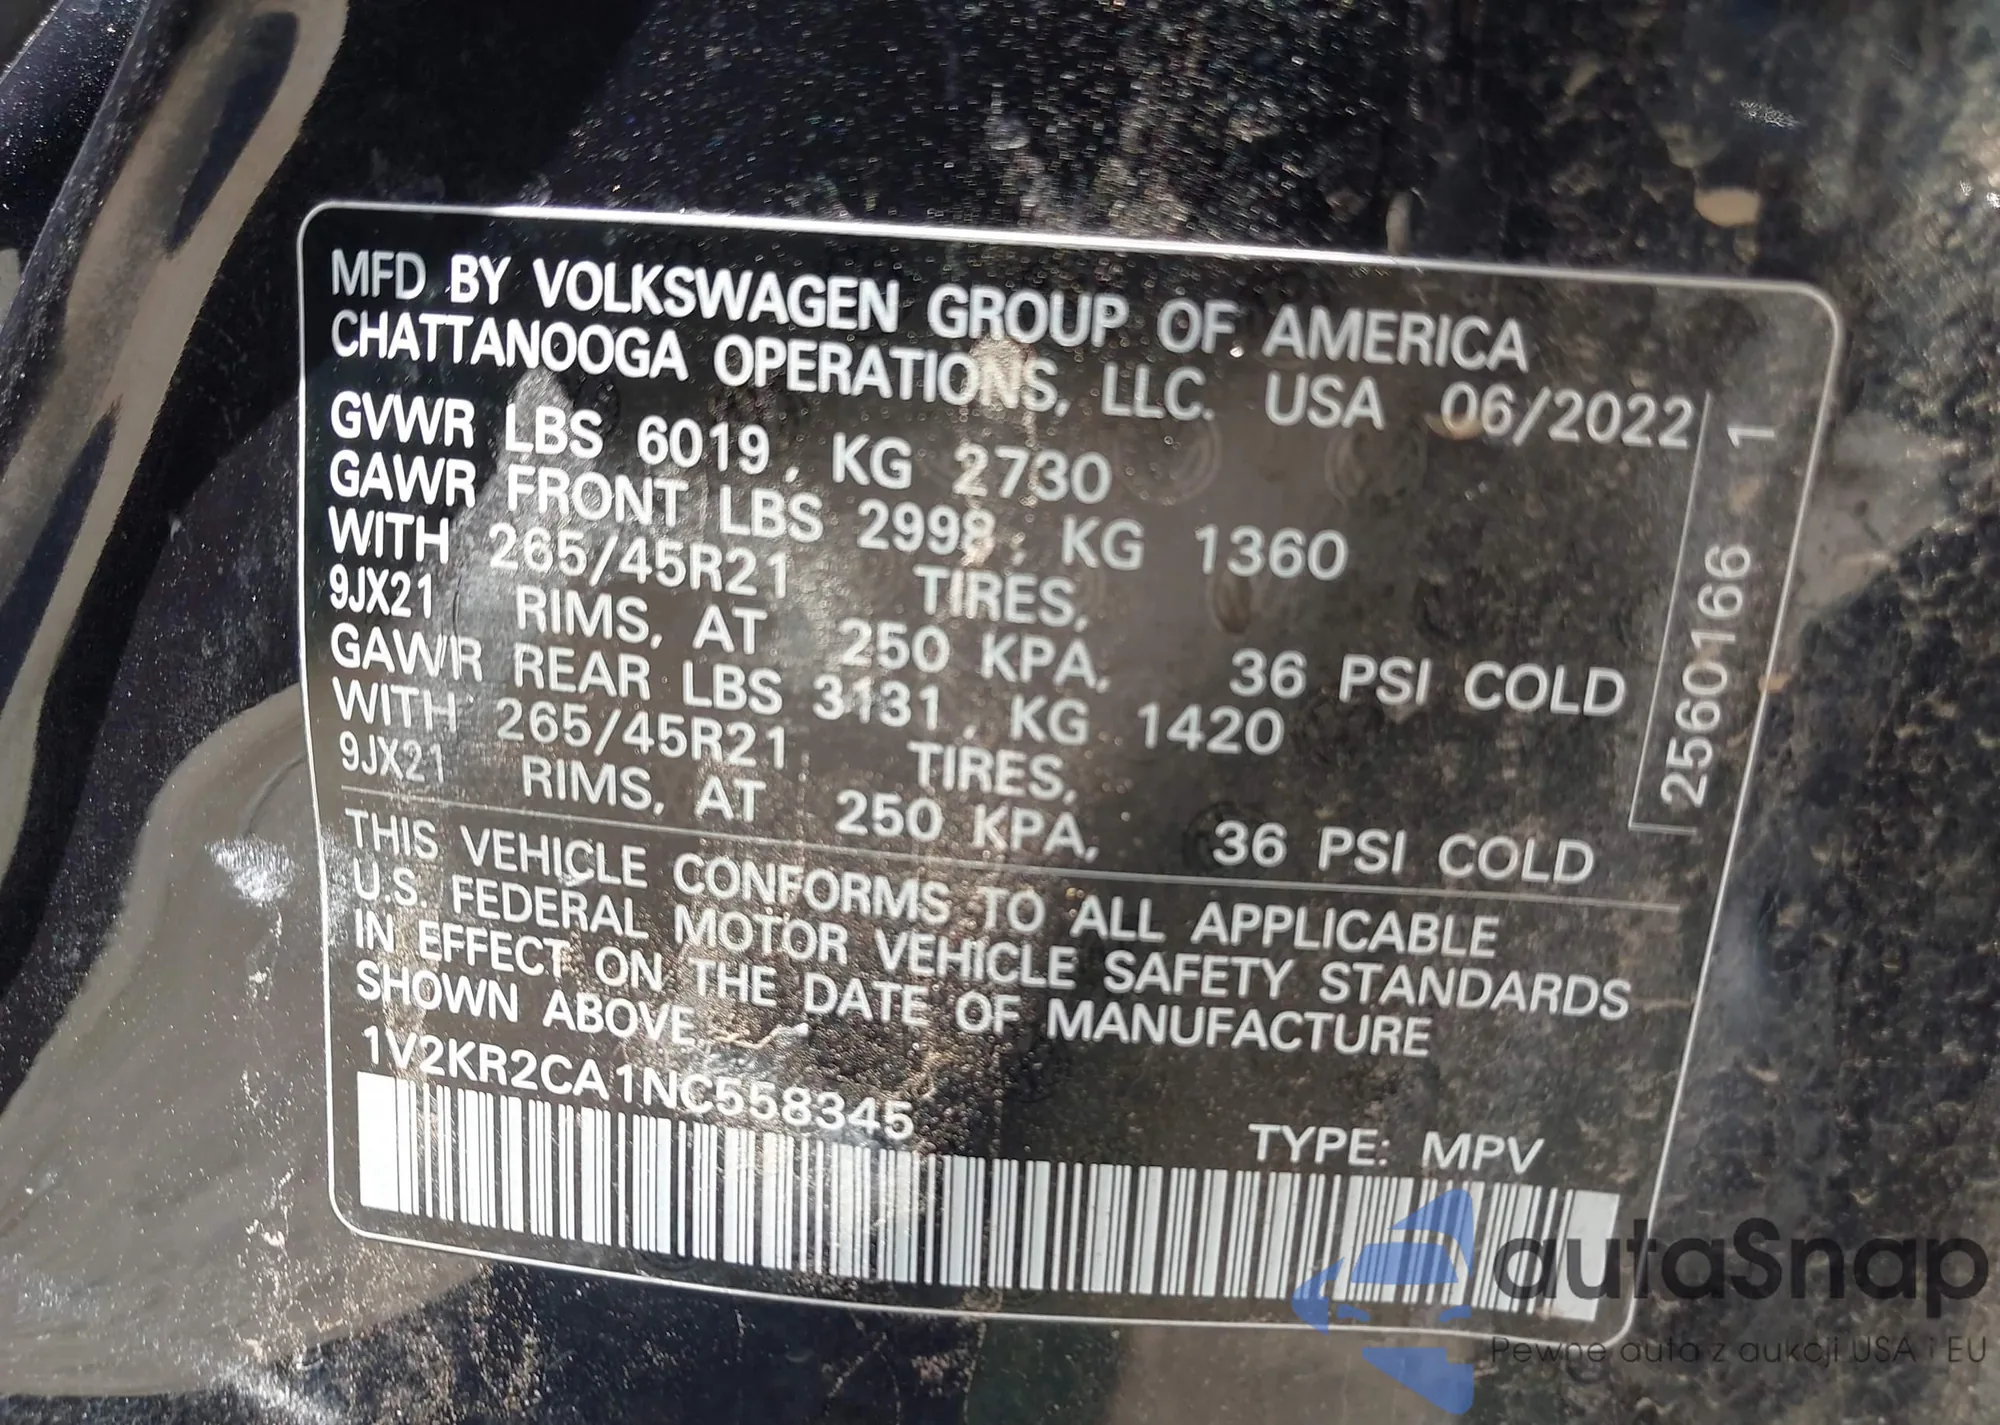 MFD BY VOLKSWAGEN GROUP OF AMERICA
CHATTANOOGA OPERATIONS, LLC. USA 06/2022
GVWR LBS 6019, KG 2730
GAWR FRONT LBS 2998, KG 1360
WITH 265/45R21 TIRES,
9JX21 RIMS, AT 250 KPA, 36 PSI COLD
GAWR REAR LBS 3131, KG 1420
WITH 265/45R21 TIRES,
9JX21 RIMS, AT 250 KPA, 36 PSI COLD
2560166 1
THIS VEHICLE CONFORMS TO ALL APPLICABLE
U.S. FEDERAL MOTOR VEHICLE SAFETY STANDARDS
IN EFFECT ON THE DATE OF MANUFACTURE
SHOWN ABOVE
1V2KR2CA1NC558345
TYPE: MPV
autaSnap
Pewne auta z aukcji USA i EU